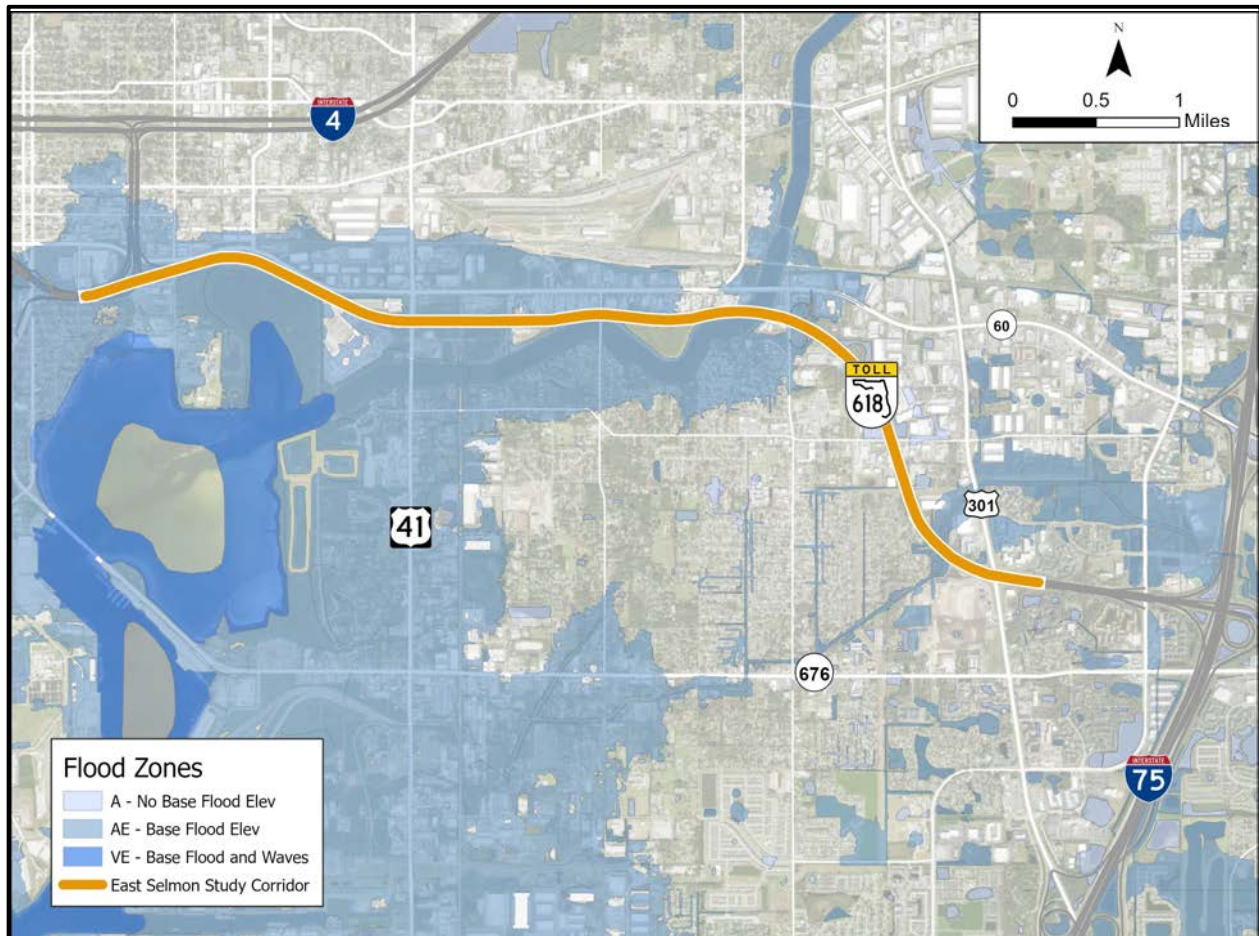 N
0 0.5 1
Miles
INTERSTATE
4
60
TOLL
618
301
41
676
INTERSTATE
75
Flood Zones
A - No Base Flood Elev
AE - Base Flood Elev
VE - Base Flood and Waves
East Selmon Study Corridor